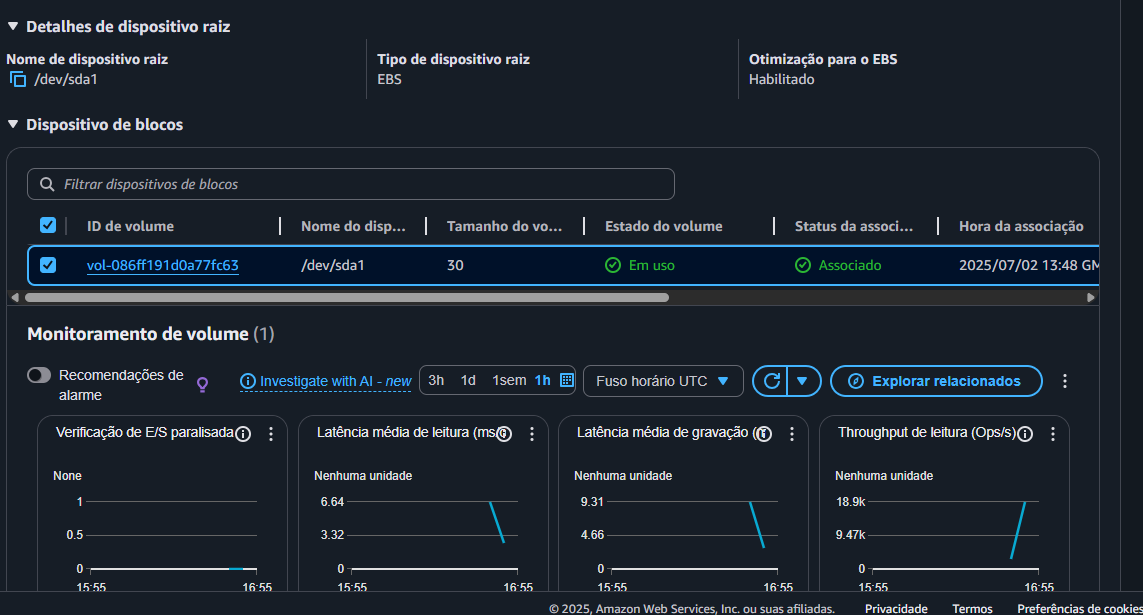 Detalhes de dispositivo raiz
Nome de dispositivo raiz
/dev/sda1
Tipo de dispositivo raiz
EBS
Otimização para o EBS
Habilitado
Dispositivo de blocos
Filtrar dispositivos de blocos
ID de volume Nome do disp... Tamanho do vo... Estado do volume Status da associ... Hora da associação
vol-086ff191d0a77fc63 /dev/sda1 30 Em uso Associado 2025/07/02 13:48 GM
Monitoramento de volume (1)
Recomendações de
alarme
Investigate with AI - new
3h 1d 1sem 1h
Fuso horário UTC
Explorar relacionados
Verificação de E/S paralisada
None
1
0.5
0
15:55 16:55
Latência média de leitura (ms
Nenhuma unidade
6.64
3.32
0
15:55 16:55
Latência média de gravação (
Nenhuma unidade
9.31
4.66
0
15:55 16:55
Throughput de leitura (Ops/s)
Nenhuma unidade
18.9k
9.47k
0
15:55 16:55
© 2025, Amazon Web Services, Inc. ou suas afiliadas. Privacidade Termos Preferências de cookies